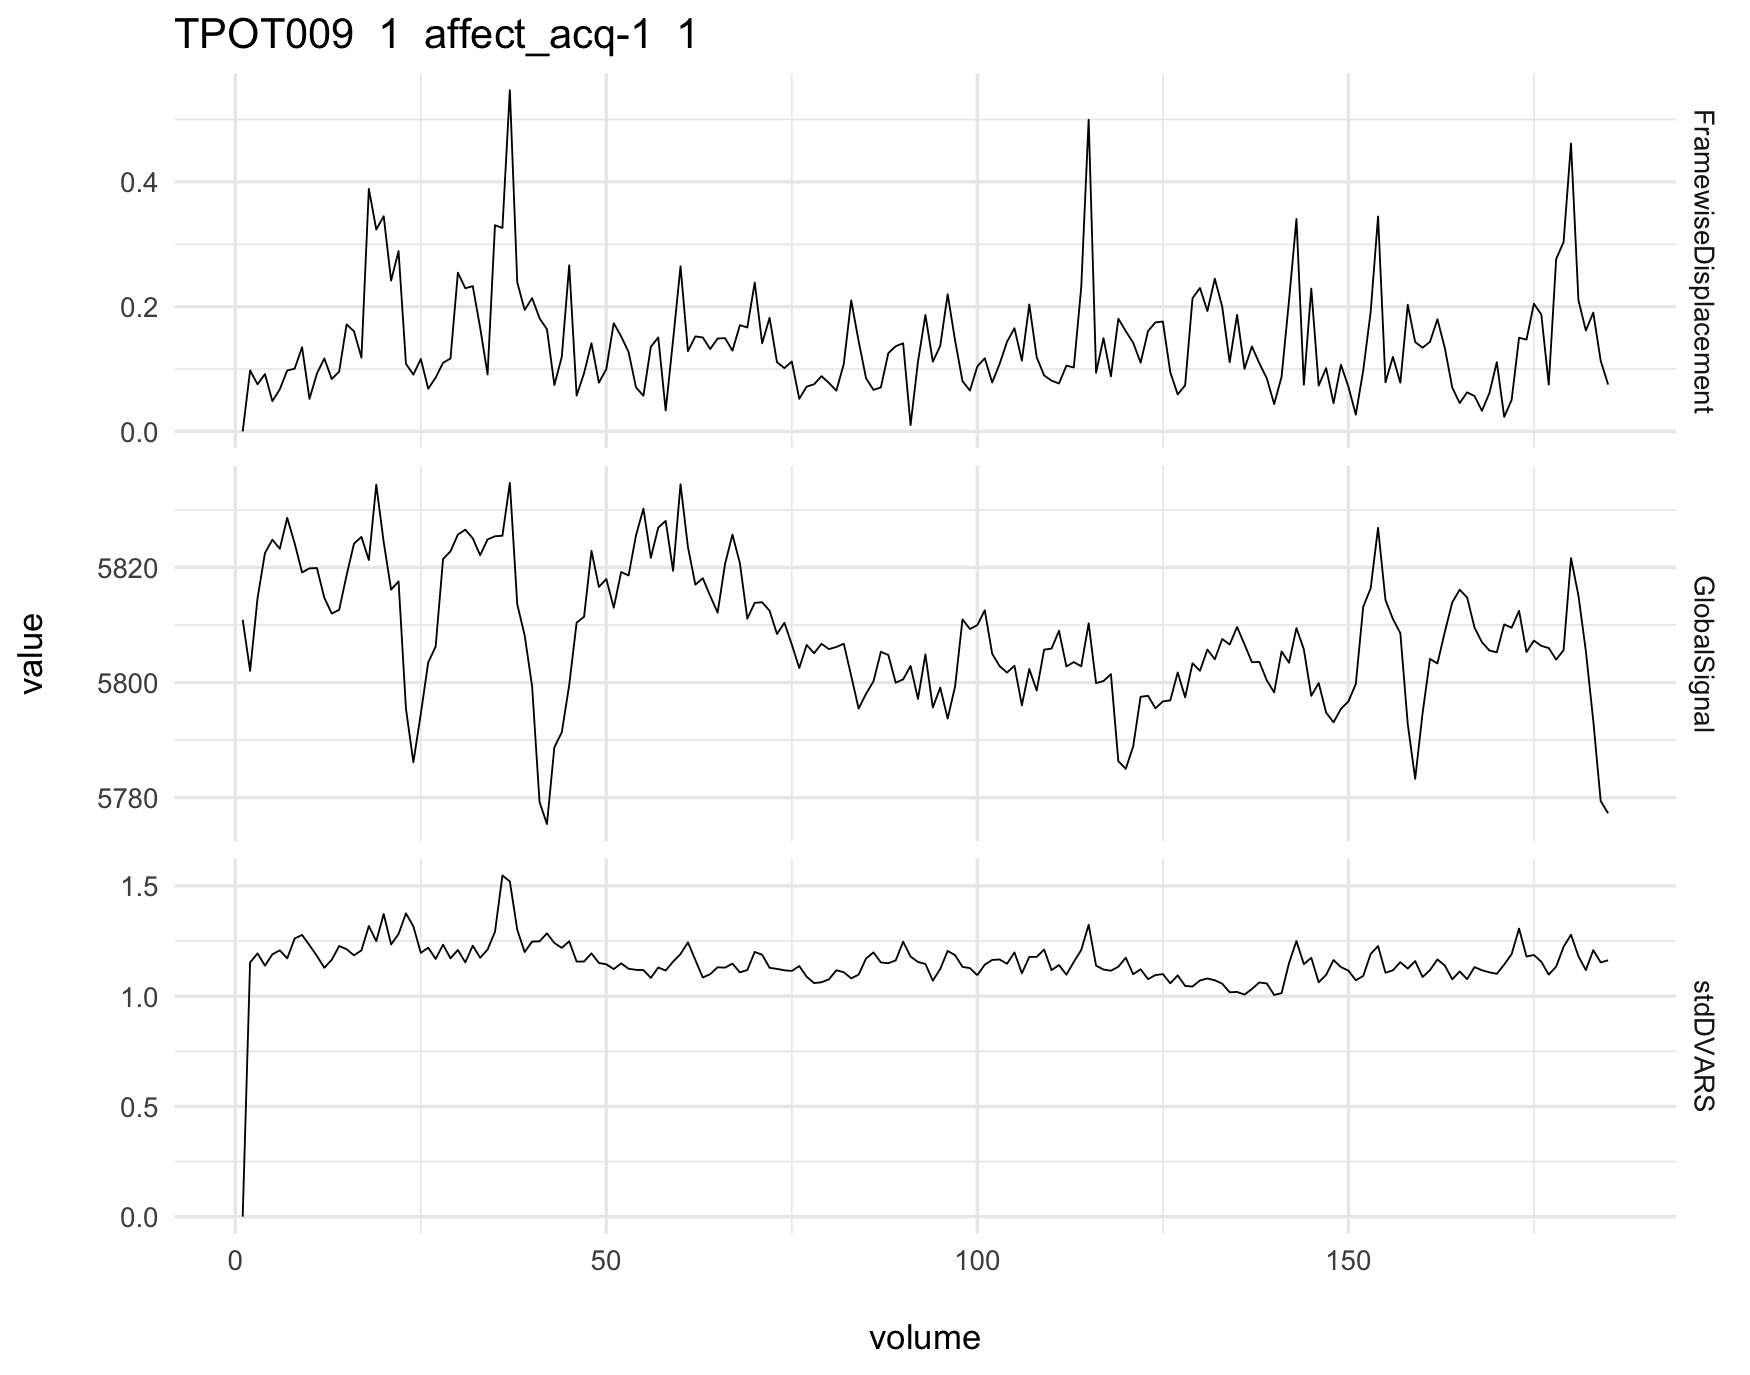 TPOT009 1 affect_acq-1 1
0.4
0.2
0.0
FramewiseDisplacement
5820
5800
5780
GlobalSignal
value
1.5
1.0
0.5
0.0
stdDVARS
0 50 100 150
volume